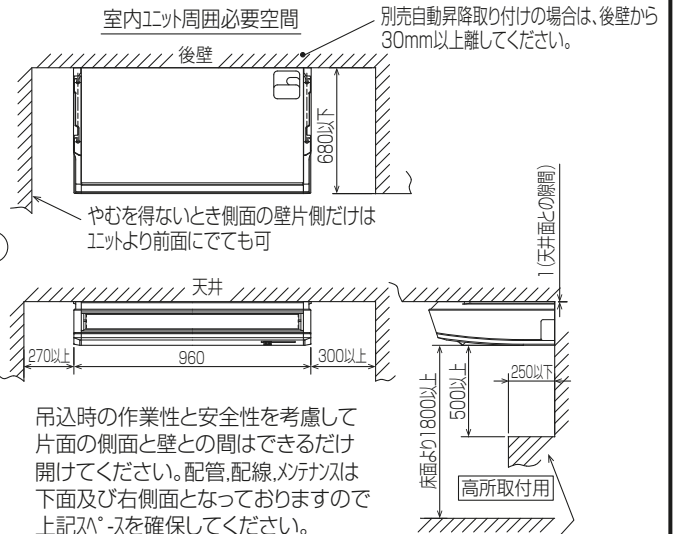 室内ユニット周囲必要空間
別売自動昇降取り付けの場合は、後壁から
30mm以上離してください。
後壁
680以下
やむを得ないとき側面の壁片側だけは
ユニットより前面にでても可
1(天井面との隙間)
天井
270以上
960
300以上
床面より1800以上
500以上
250以下
高所取付用
吊込時の作業性と安全性を考慮して
片面の側面と壁との間はできるだけ
開けてください。配管,配線,メンテナンスは
下面及び右側面となっておりますので
上記スペースを確保してください。